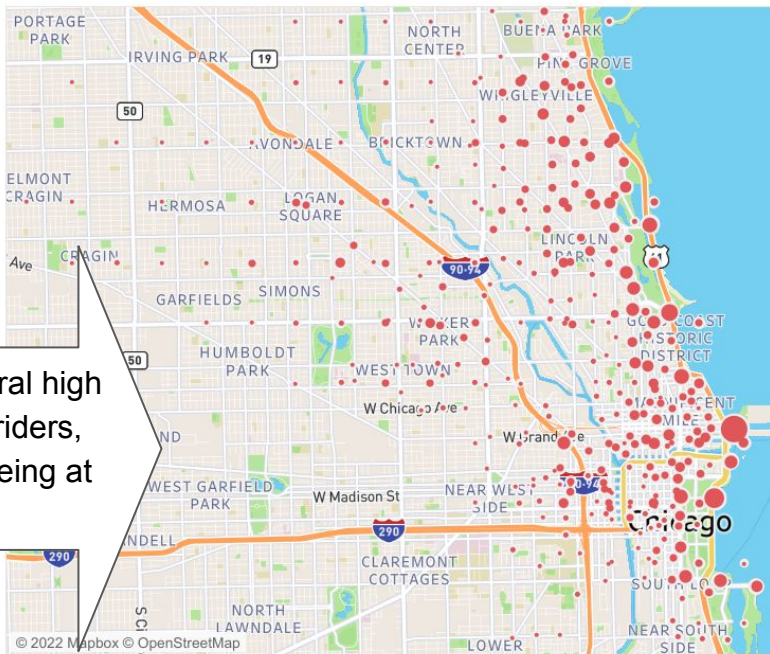 PORTAGE
PARK
IRVING PARK
19
NORTH
CENTER
BUENA PARK
PINE GROVE
50
WRIGLEYVILLE
AVONDALE
BRICKTOWN
ELMONT
CRAGIN
HERMOSA
LOGAN
SQUARE
LINCOLN
PARK
CRAGIN
Ave
90-94
41
GARFIELDS
SIMONS
GOLD COAST
HISTORIC
DISTRICT
WICKER
PARK
50
HUMBOLDT
PARK
WEST TOWN
ral high
riders,
eing at
W Chicago Ave
MAGNIFICENT
MILE
ND
W Grand Ave
WEST GARFIELD
PARK
W Madison St
NEAR WEST
SIDE
90-94
Chicago
290
NDELL
290
CLAREMONT
COTTAGES
SOUTH LOOP
S Ci
NORTH
LAWNDALE
LOWER
NEAR SOUTH
SIDE
© 2022 Mapbox © OpenStreetMap